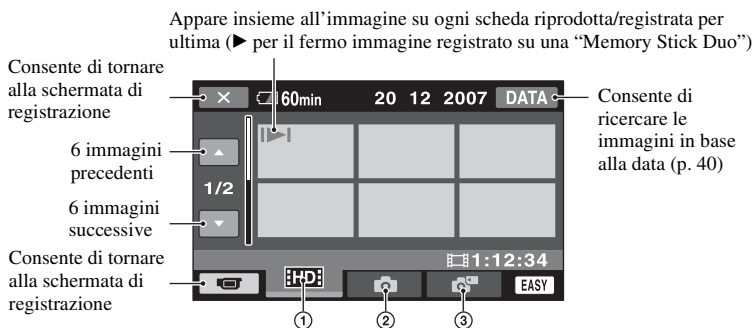 Appare insieme all'immagine su ogni scheda riprodotta/registrata per
ultima (▶ per il fermo immagine registrato su una "Memory Stick Duo")
Consente di tornare
alla schermata di
registrazione
60min 20 12 2007 DATA
Consente di
ricercare le
immagini in base
alla data (p. 40)
6 immagini
precedenti
1/2
6 immagini
successive
Consente di tornare
alla schermata di
registrazione
1:12:34
HD
EASY
① ② ③